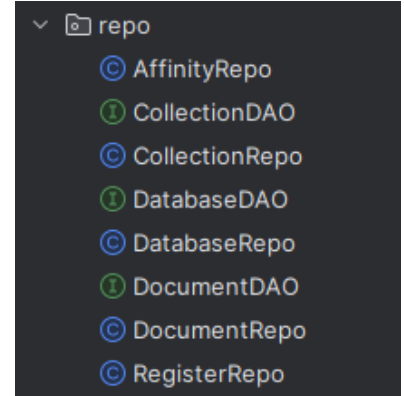 repo
C AffinityRepo
I CollectionDAO
C CollectionRepo
I DatabaseDAO
C DatabaseRepo
I DocumentDAO
C DocumentRepo
C RegisterRepo